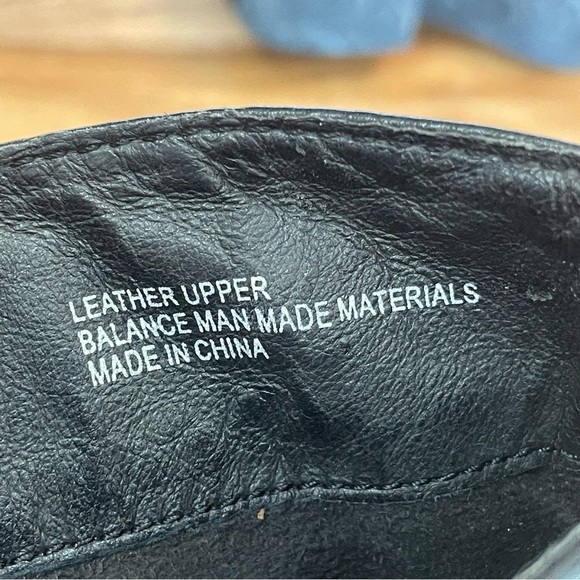 LEATHER UPPER
BALANCE MAN MADE MATERIALS
MADE IN CHINA